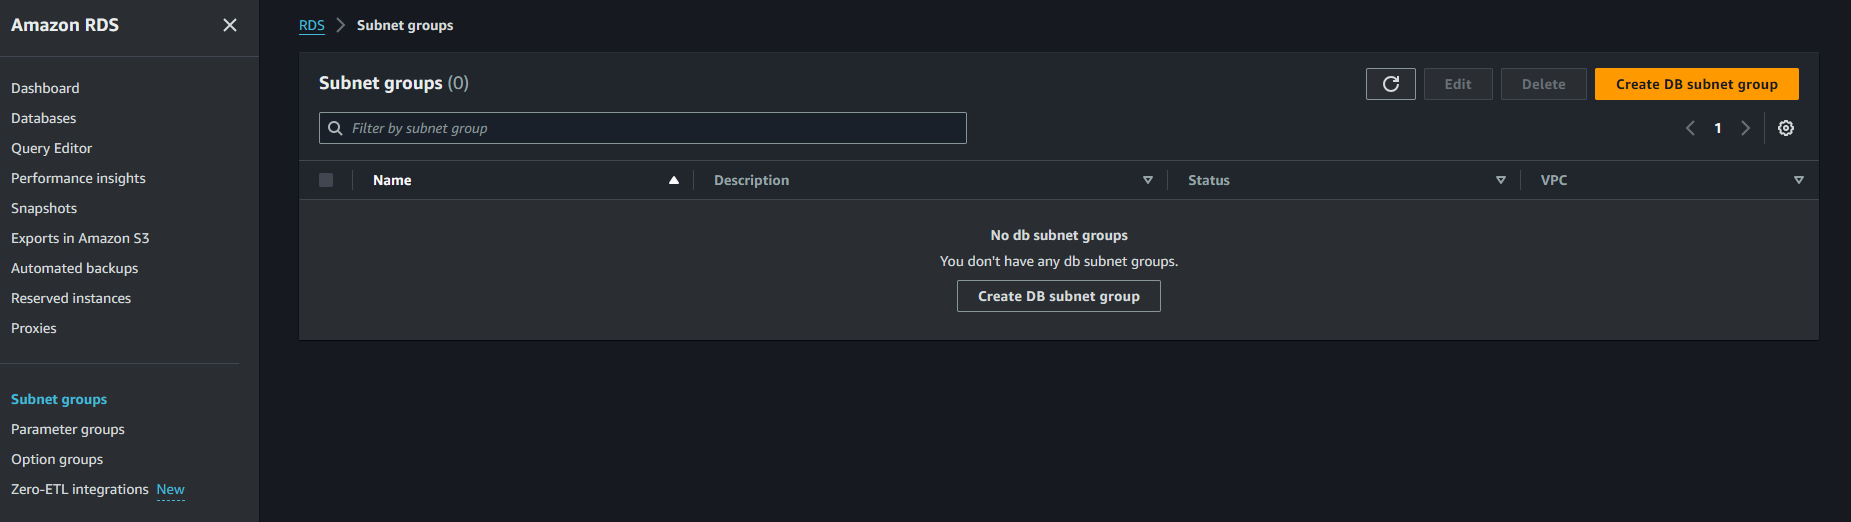 Amazon RDS
Dashboard
Databases
Query Editor
Performance insights
Snapshots
Exports in Amazon S3
Automated backups
Reserved instances
Proxies
Subnet groups
Parameter groups
Option groups
Zero-ETL integrations New
RDS Subnet groups
Subnet groups (0)
Edit Delete Create DB subnet group
Filter by subnet group
1
Name Description Status VPC
No db subnet groups
You don't have any db subnet groups.
Create DB subnet group